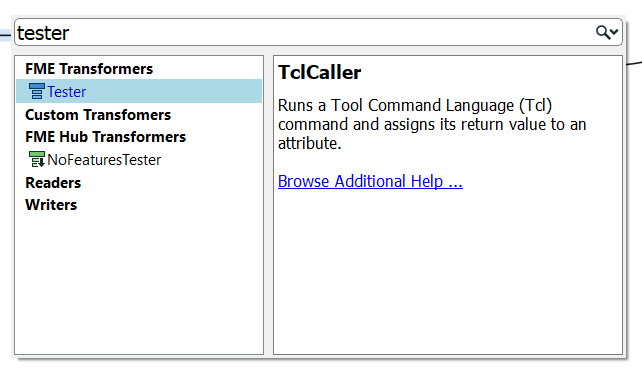 tester
FME Transformers
Tester
Custom Transfomers
FME Hub Transformers
NoFeaturesTester
Readers
Writers
TclCaller
Runs a Tool Command Language (Tcl)
command and assigns its return value to an
attribute.
Browse Additional Help ...